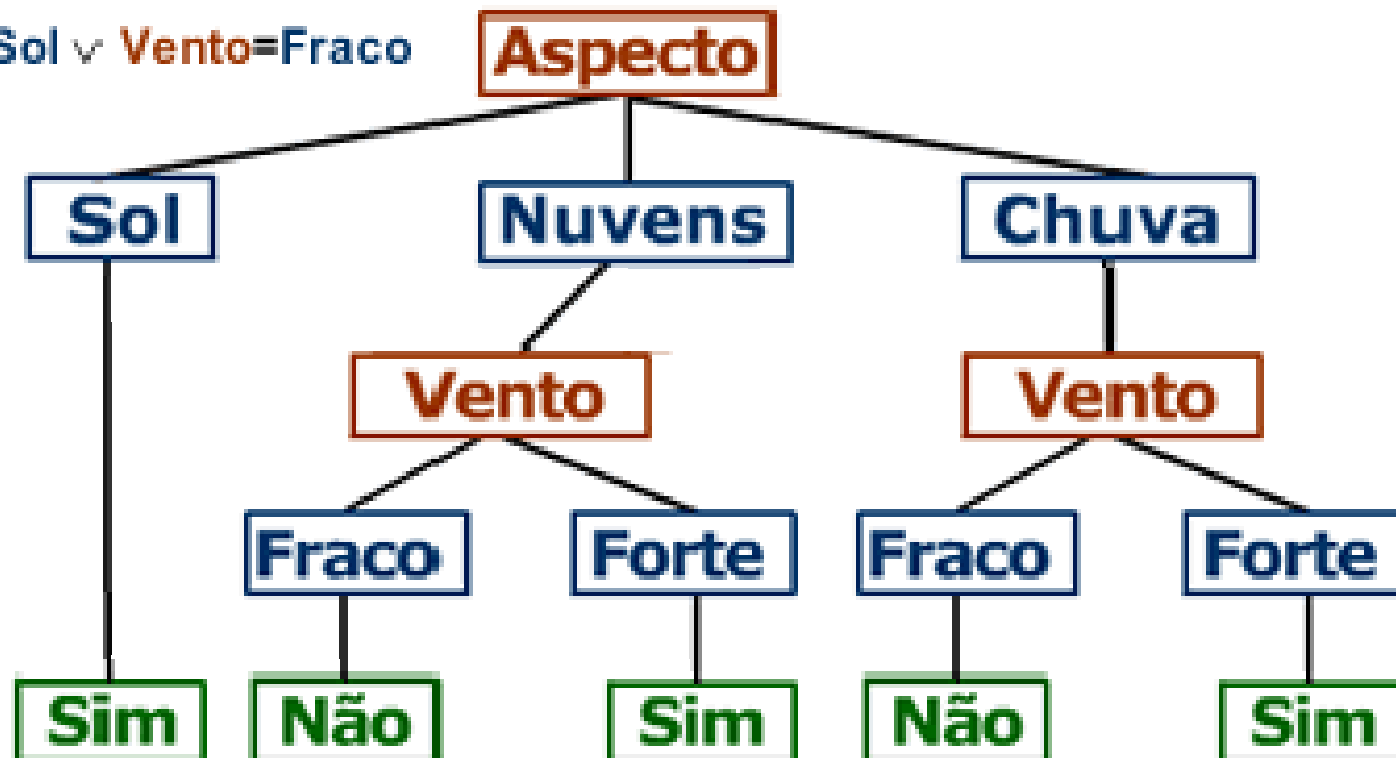 Sol ∨ Vento=Fraco
Aspecto
Sol Nuvens Chuva
Vento Vento
Fraco Forte Fraco Forte
Sim Não Sim Não Sim